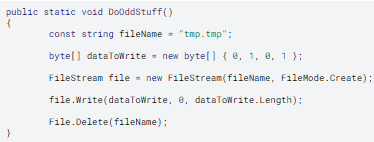 public static void DoOddStuff()
{
const string fileName = "tmp.tmp";
byte[] dataToWrite = new byte[] { 0, 1, 0, 1 };
FileStream file = new FileStream(fileName, FileMode.Create);
file.Write(dataToWrite, 0, dataToWrite.Length);
File.Delete(fileName);
}